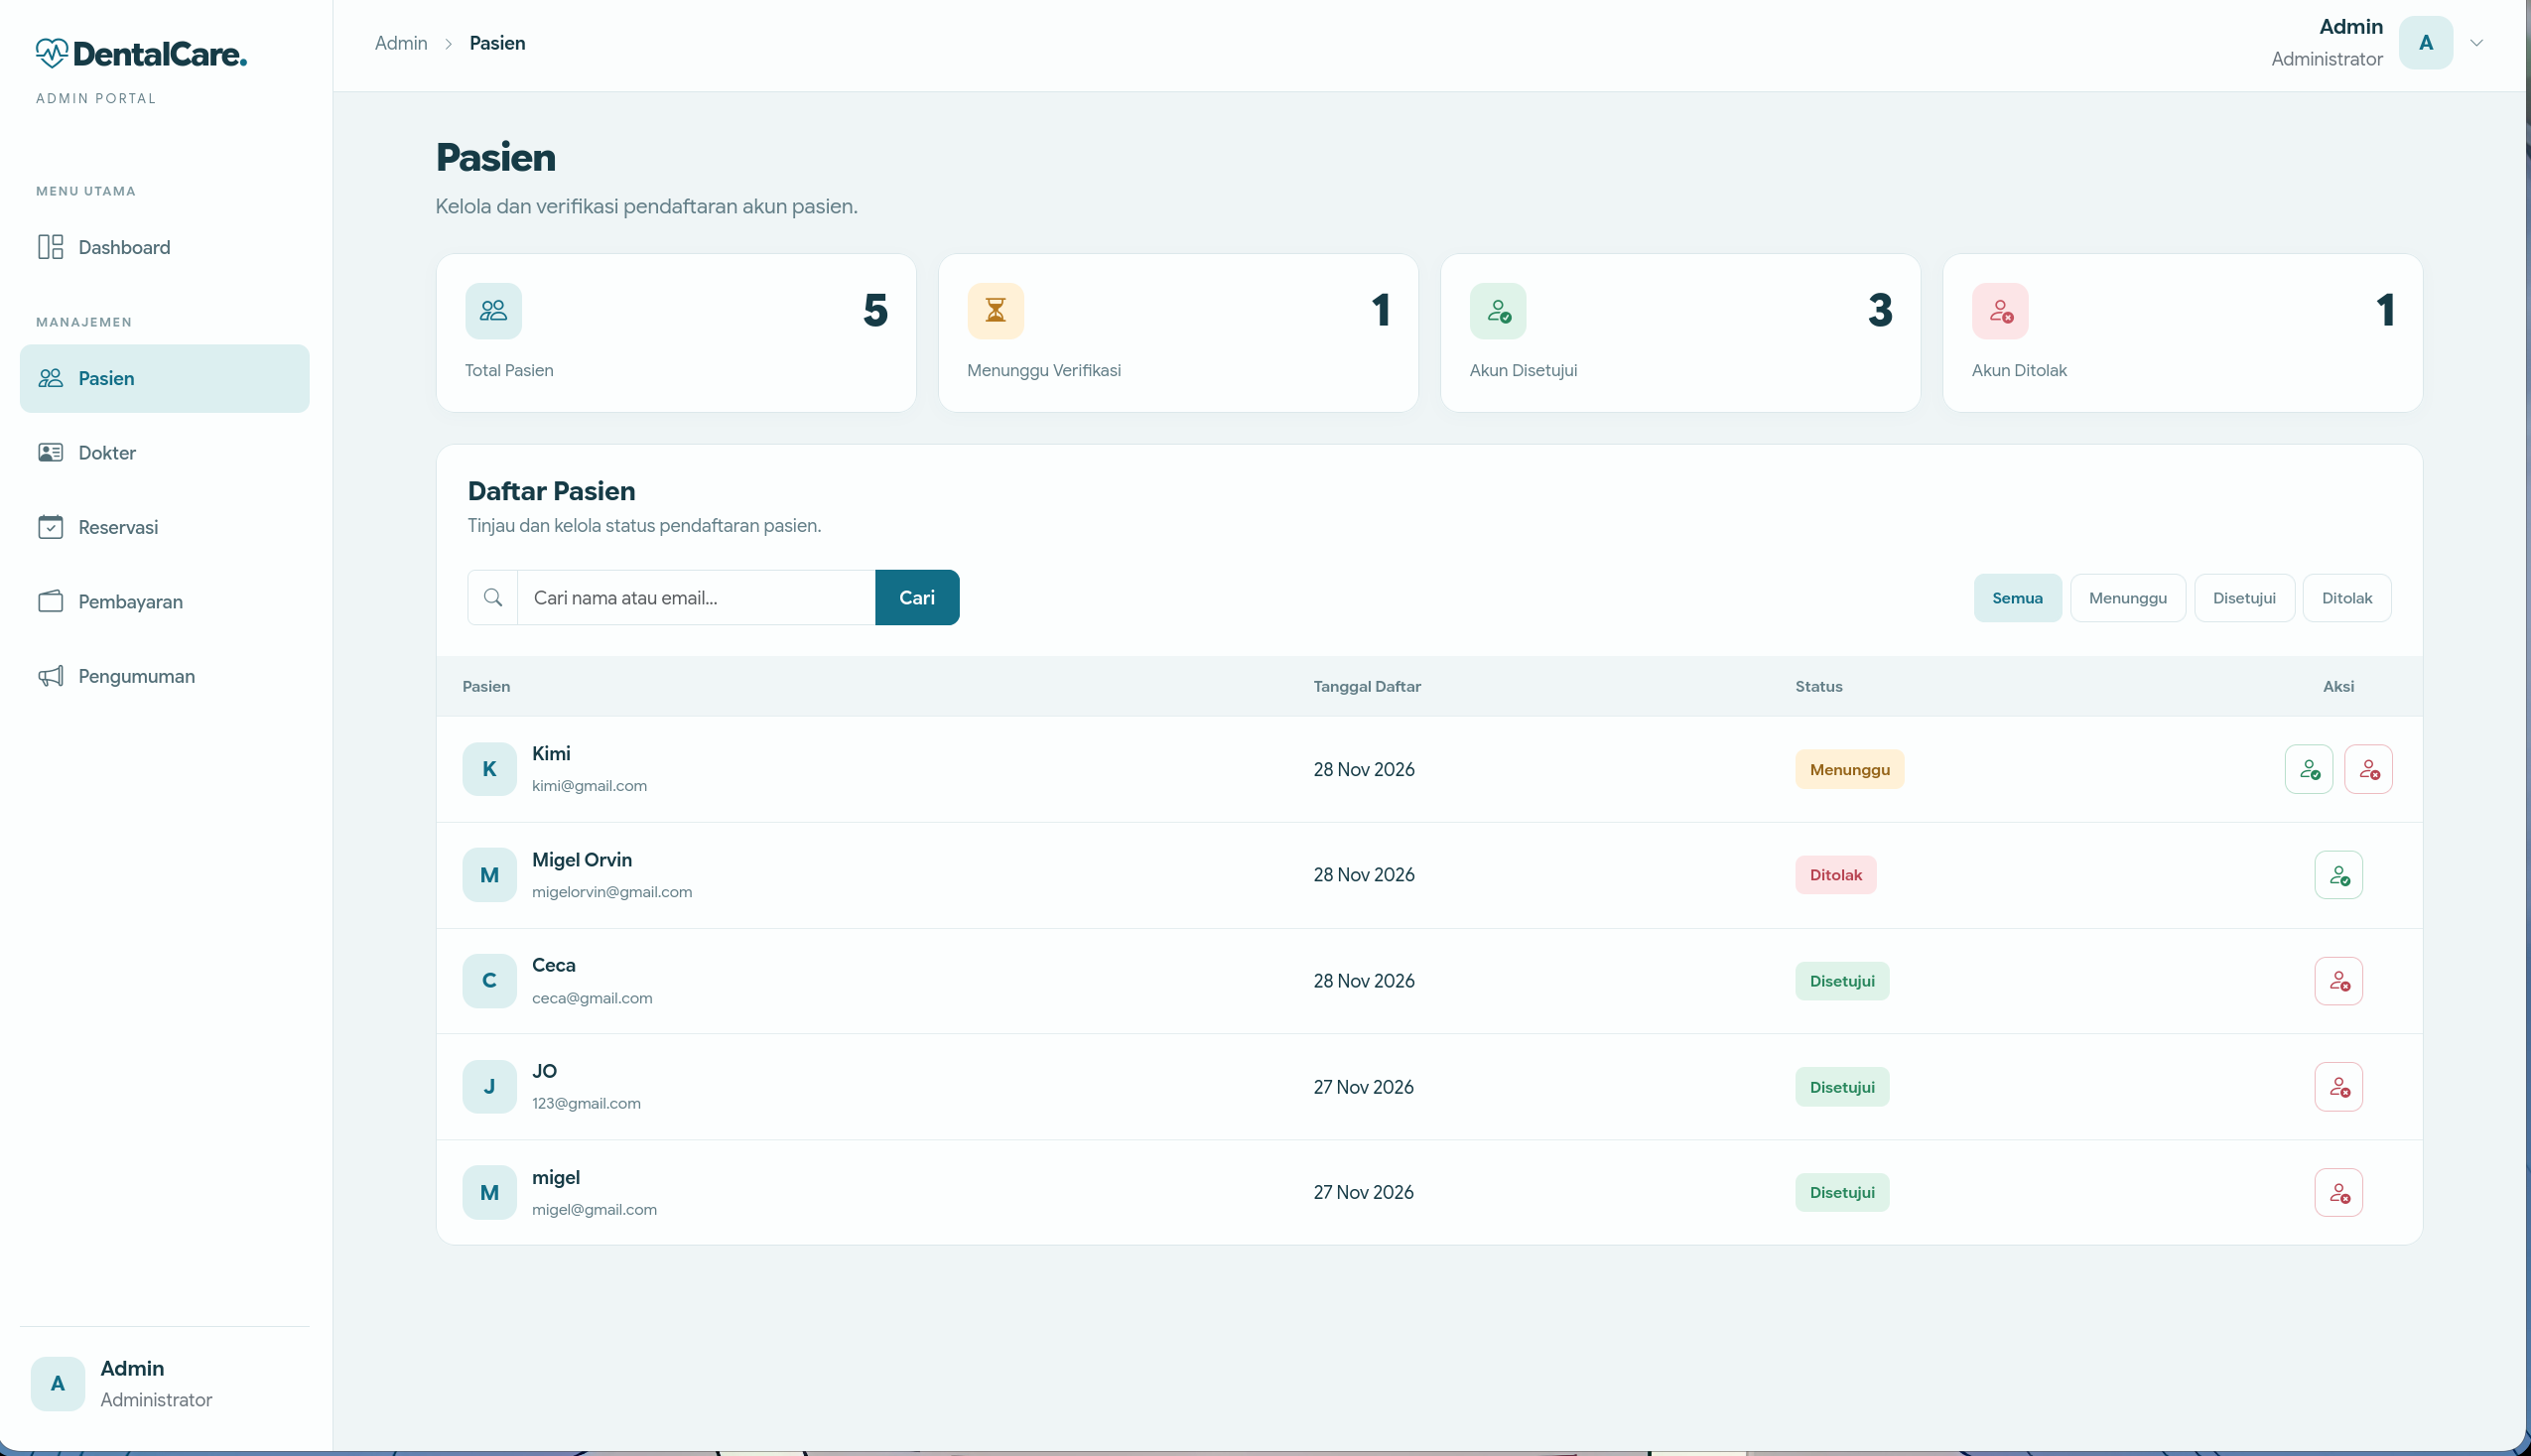 DentalCare.
ADMIN PORTAL
MENU UTAMA
Dashboard
MANAJEMEN
Pasien
Dokter
Reservasi
Pembayaran
Pengumuman
A
Admin
Administrator
Admin > Pasien
Admin
Administrator
A
Pasien
Kelola dan verifikasi pendaftaran akun pasien.
5
Total Pasien
1
Menunggu Verifikasi
3
Akun Disetujui
1
Akun Ditolak
Daftar Pasien
Tinjau dan kelola status pendaftaran pasien.
Cari nama atau email... Cari
Semua Menunggu Disetujui Ditolak
Pasien Tanggal Daftar Status Aksi
K Kimi
kimi@gmail.com
28 Nov 2026 Menunggu
M Migel Orvin
migelorvin@gmail.com
28 Nov 2026 Ditolak
C Ceca
ceca@gmail.com
28 Nov 2026 Disetujui
J JO
123@gmail.com
27 Nov 2026 Disetujui
M migel
migel@gmail.com
27 Nov 2026 Disetujui